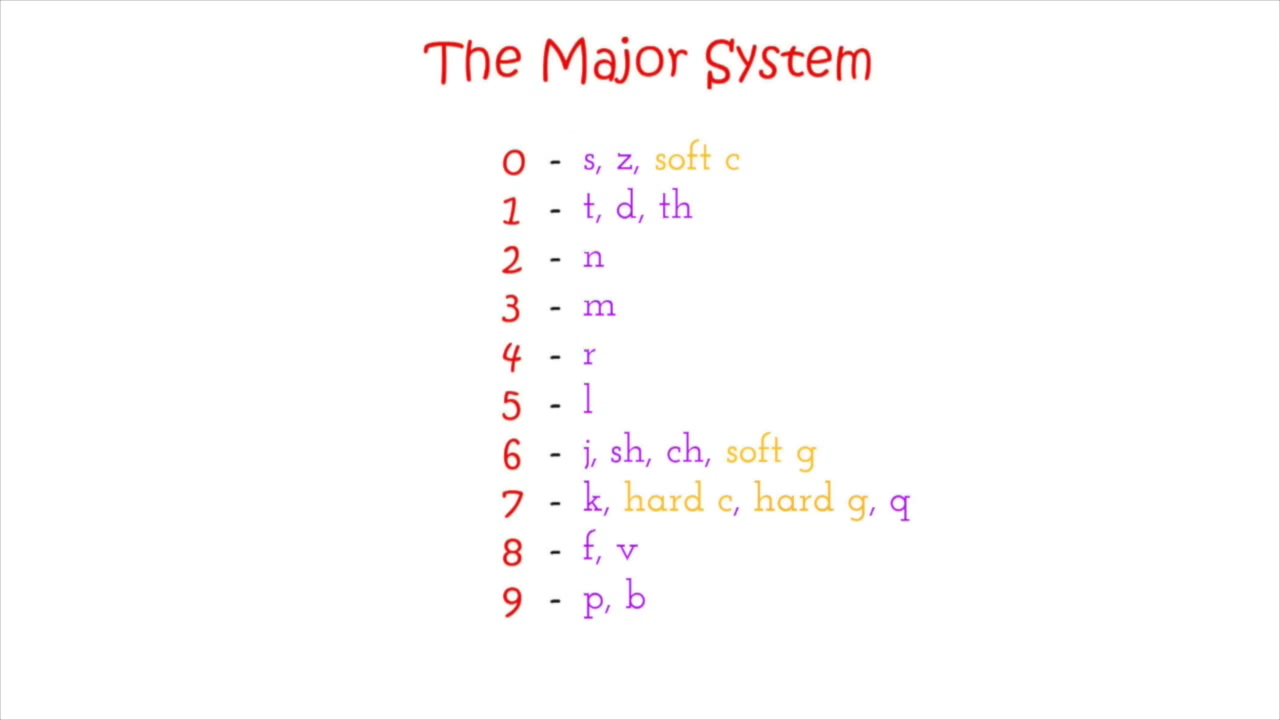 The Major System
0 - s, z, soft c
1 - t, d, th
2 - n
3 - m
4 - r
5 - l
6 - j, sh, ch, soft g
7 - k, hard c, hard g, q
8 - f, v
9 - p, b